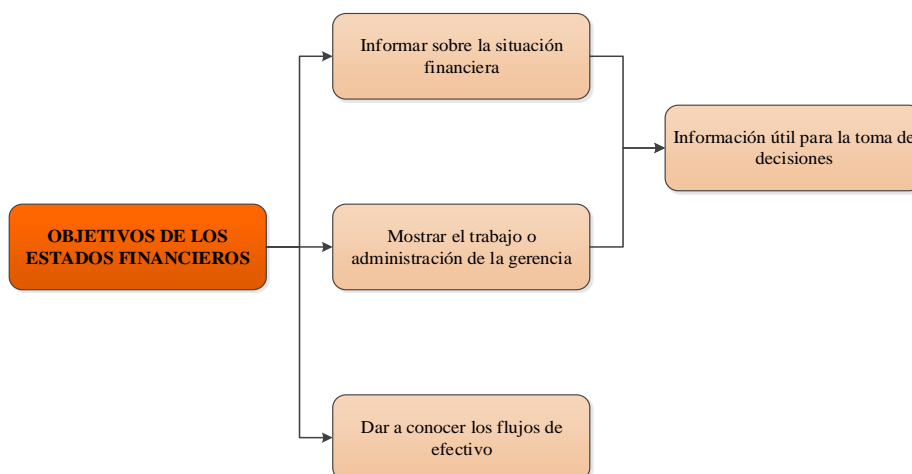 Informar sobre la situación
financiera
Información útil para la toma de
decisiones
OBJETIVOS DE LOS
ESTADOS FINANCIEROS
Mostrar el trabajo o
administración de la gerencia
Dar a conocer los flujos de
efectivo